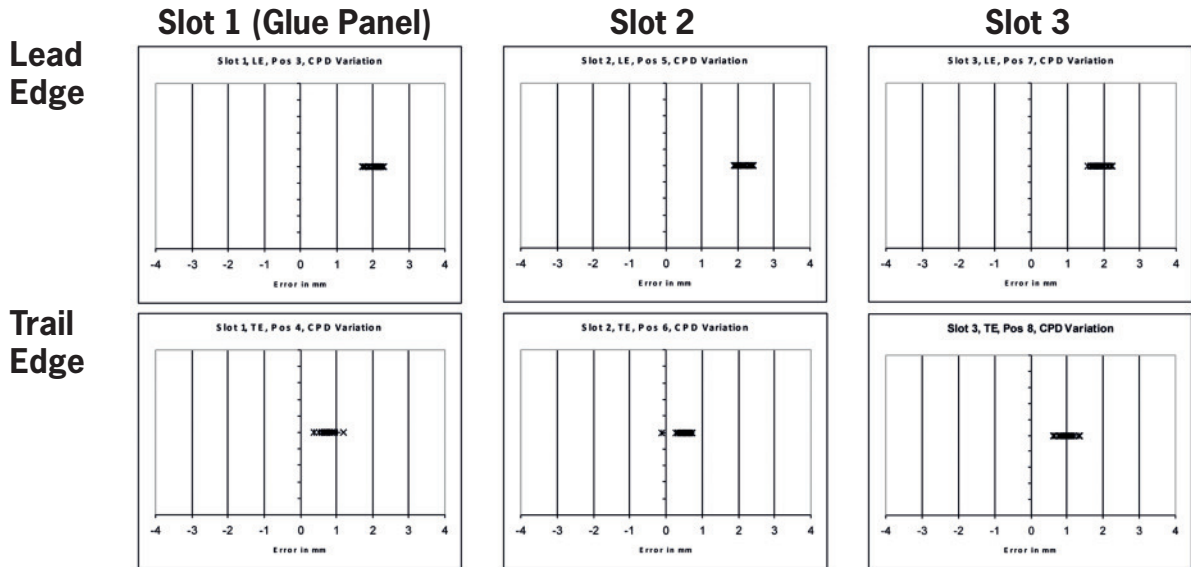 Slot 1 (Glue Panel) Slot 2 Slot 3
Lead
Edge
Slot 1, LE, Pos 3, CPD Variation
-4 -3 -2 -1 0 1 2 3 4
Error in mm
Slot 2, LE, Pos 5, CPD Variation
-4 -3 -2 -1 0 1 2 3 4
Error in mm
Slot 3, LE, Pos 7, CPD Variation
-4 -3 -2 -1 0 1 2 3 4
Error in mm
Trail
Edge
Slot 1, TE, Pos 4, CPD Variation
-4 -3 -2 -1 0 1 2 3 4
Error in mm
Slot 2, TE, Pos 6, CPD Variation
-4 -3 -2 -1 0 1 2 3 4
Error in mm
Slot 3, TE, Pos 8, CPD Variation
-4 -3 -2 -1 0 1 2 3 4
Error in mm